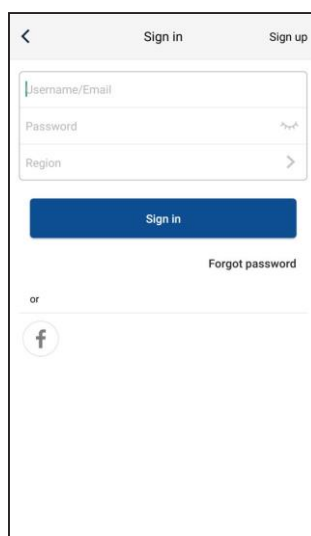 Sign in
Sign up
Username/Email
Password
Region
Sign in
Forgot password
or